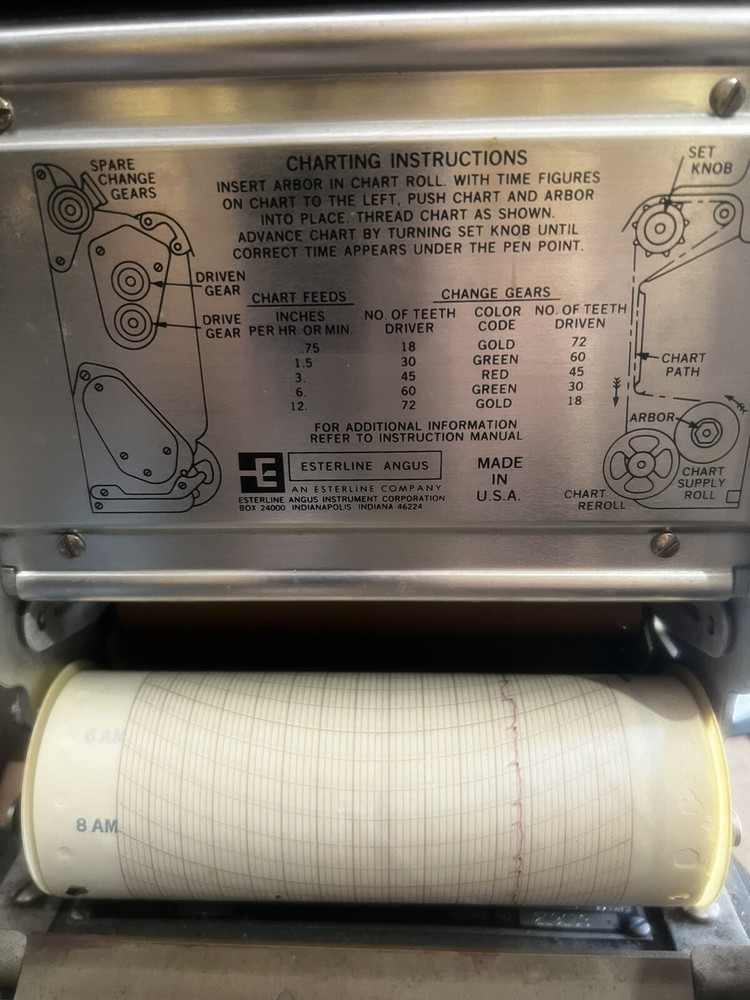 SPARE
CHANGE
GEARS
CHARTING INSTRUCTIONS
INSERT ARBOR IN CHART ROLL. WITH TIME FIGURES
ON CHART TO THE LEFT, PUSH CHART AND ARBOR
INTO PLACE. THREAD CHART AS SHOWN.
ADVANCE CHART BY TURNING SET KNOB UNTIL
CORRECT TIME APPEARS UNDER THE PEN POINT.
SET
KNOB
DRIVEN
GEAR
DRIVE
GEAR
CHART FEEDS CHANGE GEARS
INCHES NO. OF TEETH COLOR NO. OF TEETH
PER HR. OR MIN. DRIVER CODE DRIVEN
.75 18 GOLD 72
1.5 30 GREEN 60
3. 45 RED 45
6. 60 GREEN 30
12. 72 GOLD 18
CHART
PATH
ARBOR
CHART
SUPPLY
ROLL
CHART
REROLL
FOR ADDITIONAL INFORMATION
REFER TO INSTRUCTION MANUAL
ESTERLINE ANGUS
AN ESTERLINE COMPANY
ESTERLINE ANGUS INSTRUMENT CORPORATION
BOX 24000 INDIANAPOLIS INDIANA 46224
MADE
IN
U.S.A.
6 AM
8 AM